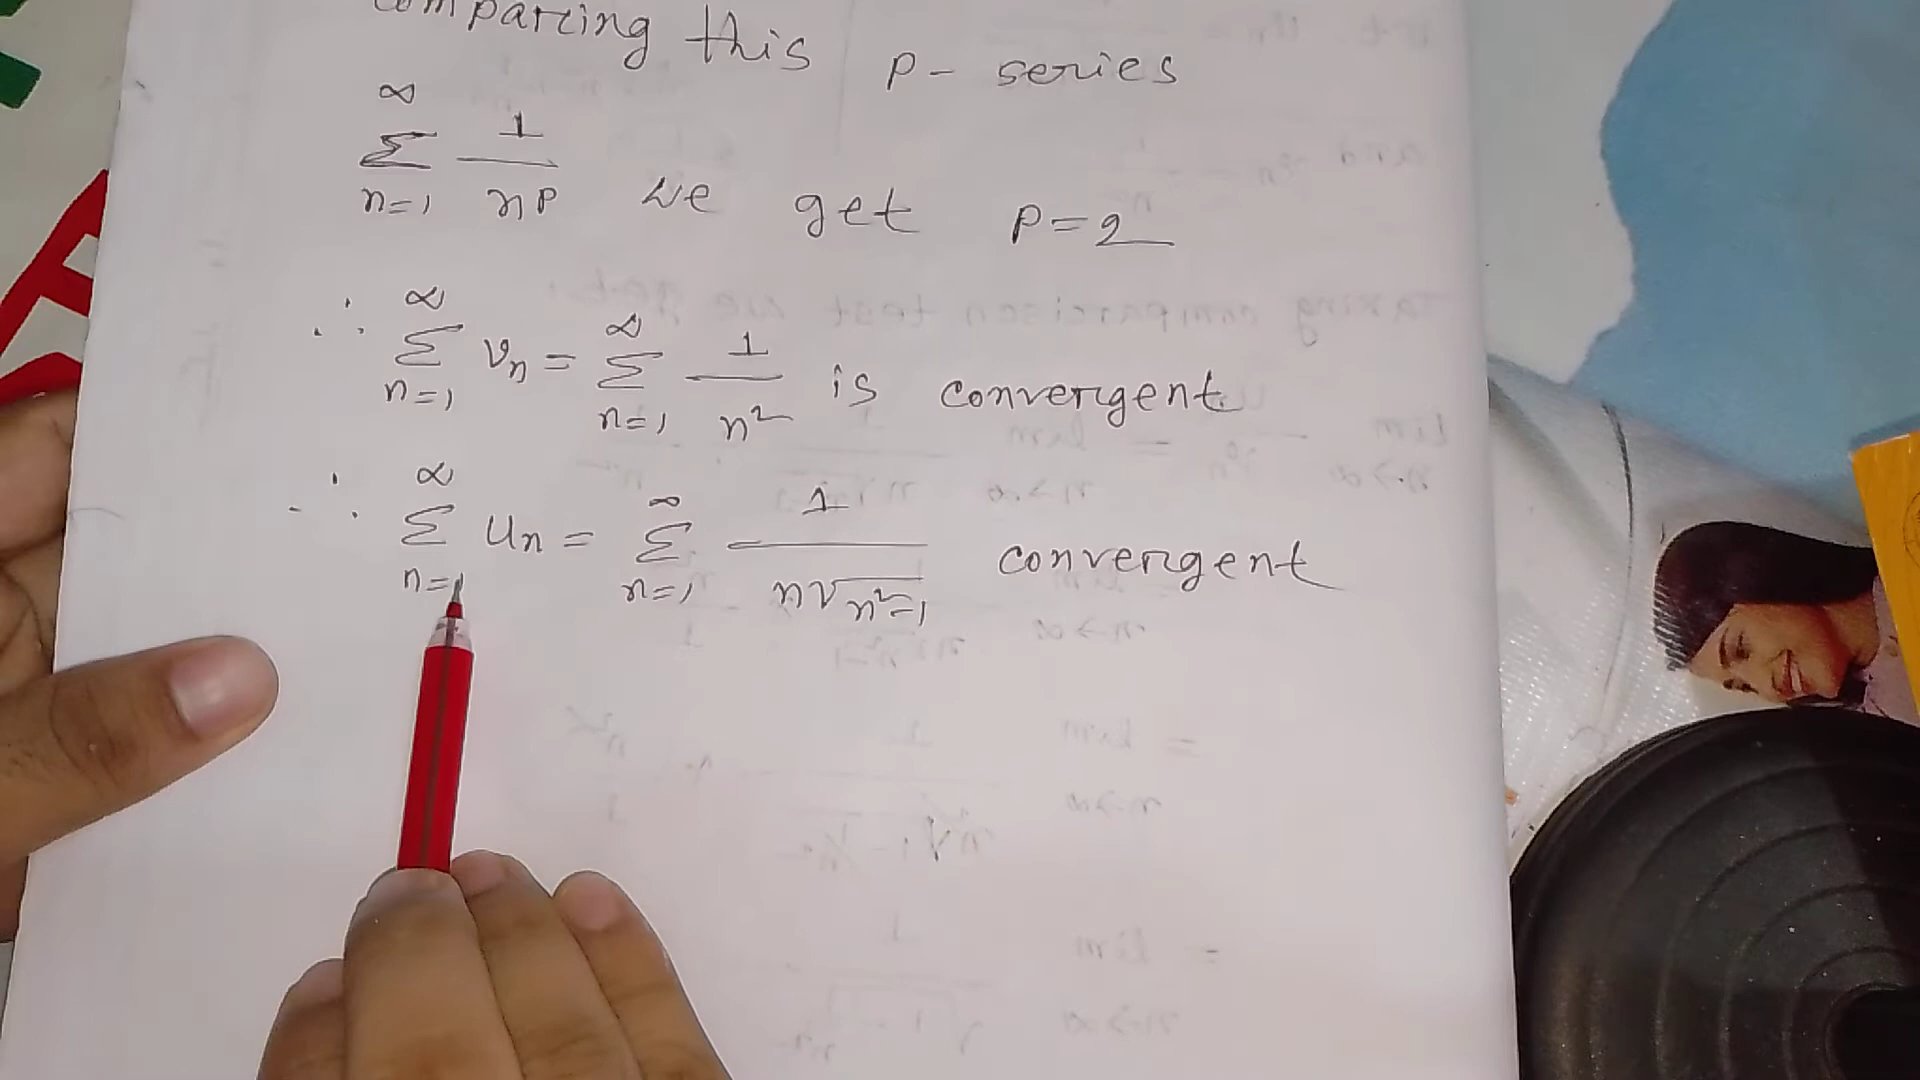 comparing this p-series
∞ Σ n=1 1/n^p we get p=2
∴ ∞ Σ n=1 vn = ∞ Σ n=1 1/n² is convergent
∴ ∞ Σ n=1 un = ∞ Σ n=1 1/n√n²-1 convergent